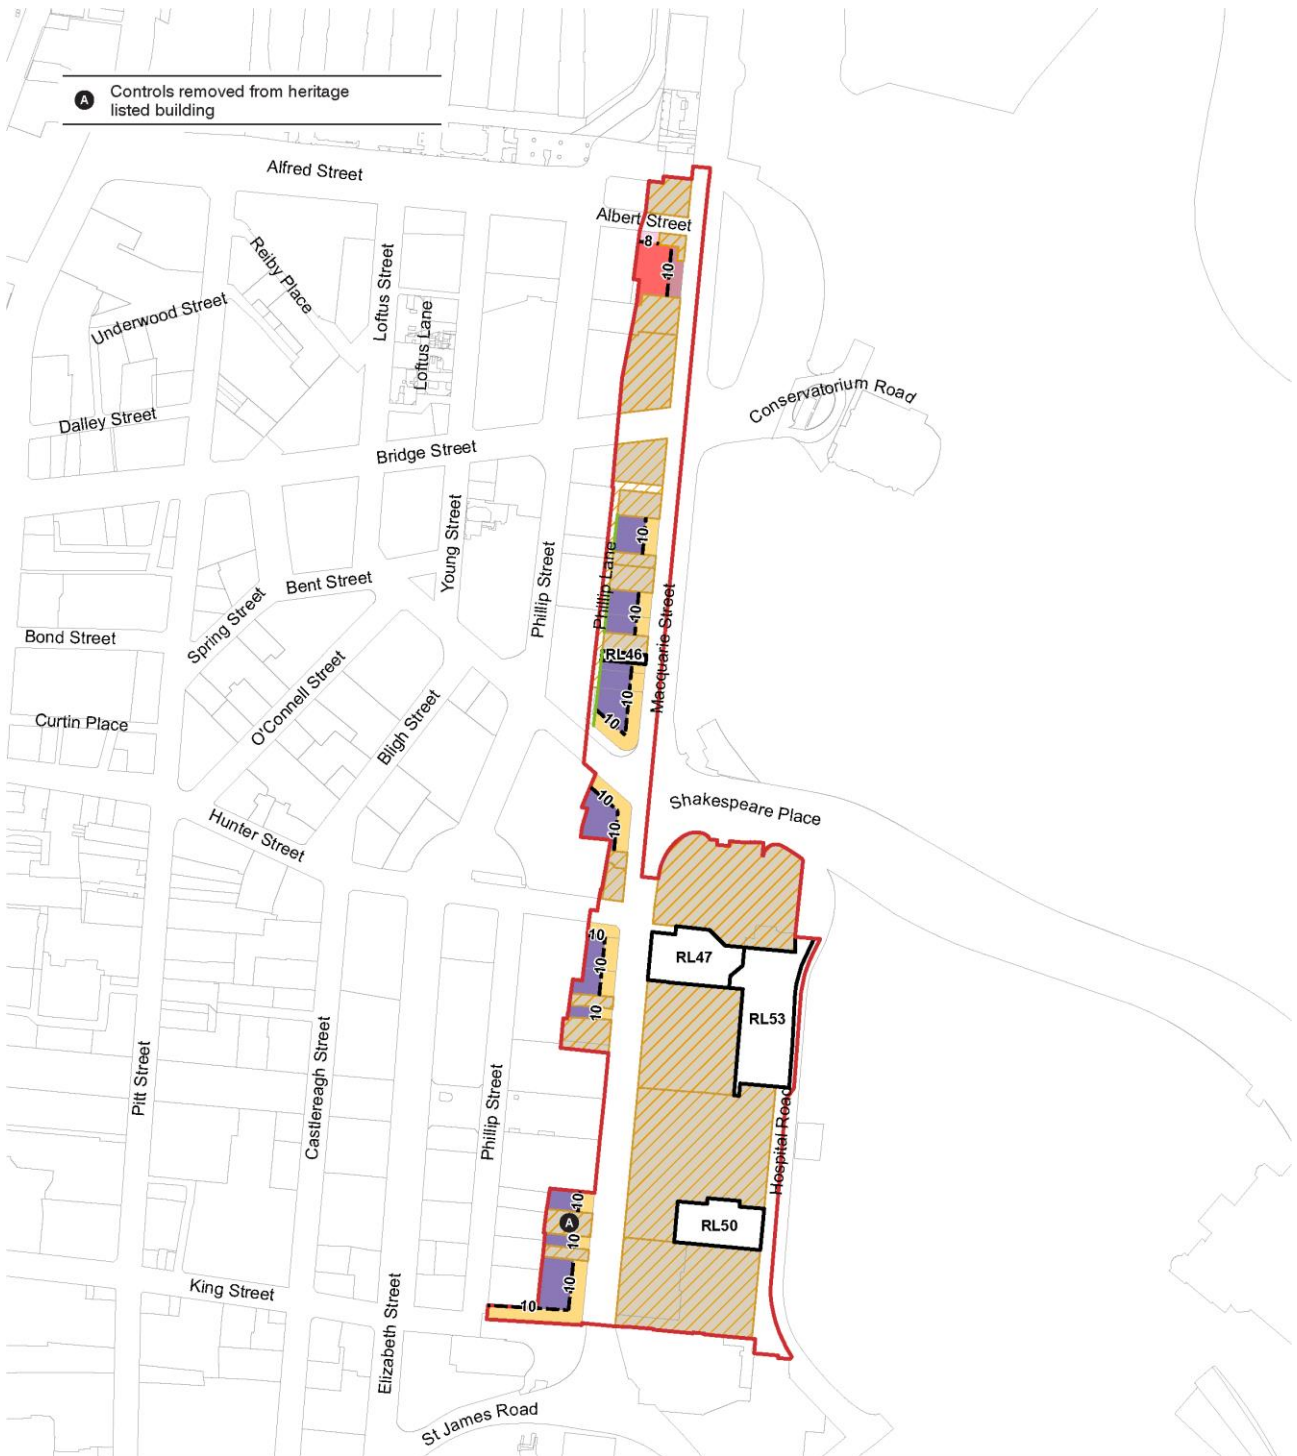 A Controls removed from heritage
listed building
Alfred Street
Albert Street
8
Reiby Place
Loftus Street
10
Underwood Street
Loftus Lane
Conservatorium Road
Dalley Street
Bridge Street
Young Street
10
Phillip Street
Phillip Lane
Bent Street
Spring Street
10
Macquarie Street
Bond Street
RL46
O'Connell Street
Bligh Street
10
10
Curtin Place
10
Shakespeare Place
Hunter Street
10
10
RL47
10
10
RL53
Pitt Street
Castlereagh Street
Phillip Street
Hospital Road
10
A
RL50
10
King Street
10
10
Elizabeth Street
St James Road